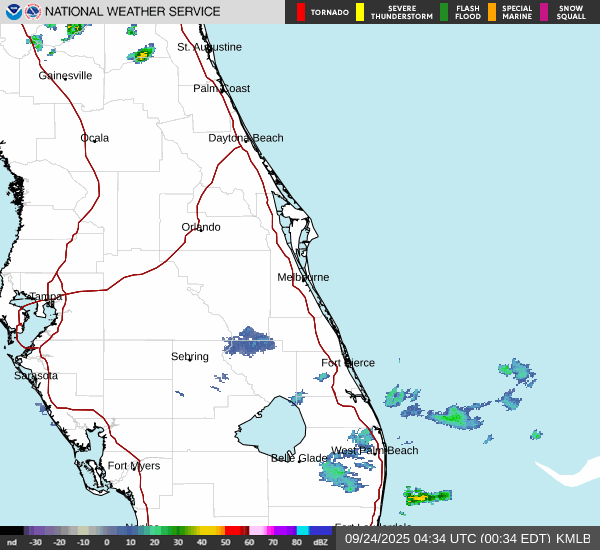 NATIONAL WEATHER SERVICE
TORNADO
SEVERE
THUNDERSTORM
FLASH
FLOOD
SPECIAL
MARINE
SNOW
SQUALL
St. Augustine
Gainesville
Palm Coast
Ocala
Daytona Beach
Orlando
Melbourne
Tampa
Sebring
Fort Pierce
Sarasota
West Palm Beach
Belle Glade
Fort Myers
nd -30 -20 -10 0 10 20 30 40 50 60 70 80 dBZ
09/24/2025 04:34 UTC (00:34 EDT) KMLB